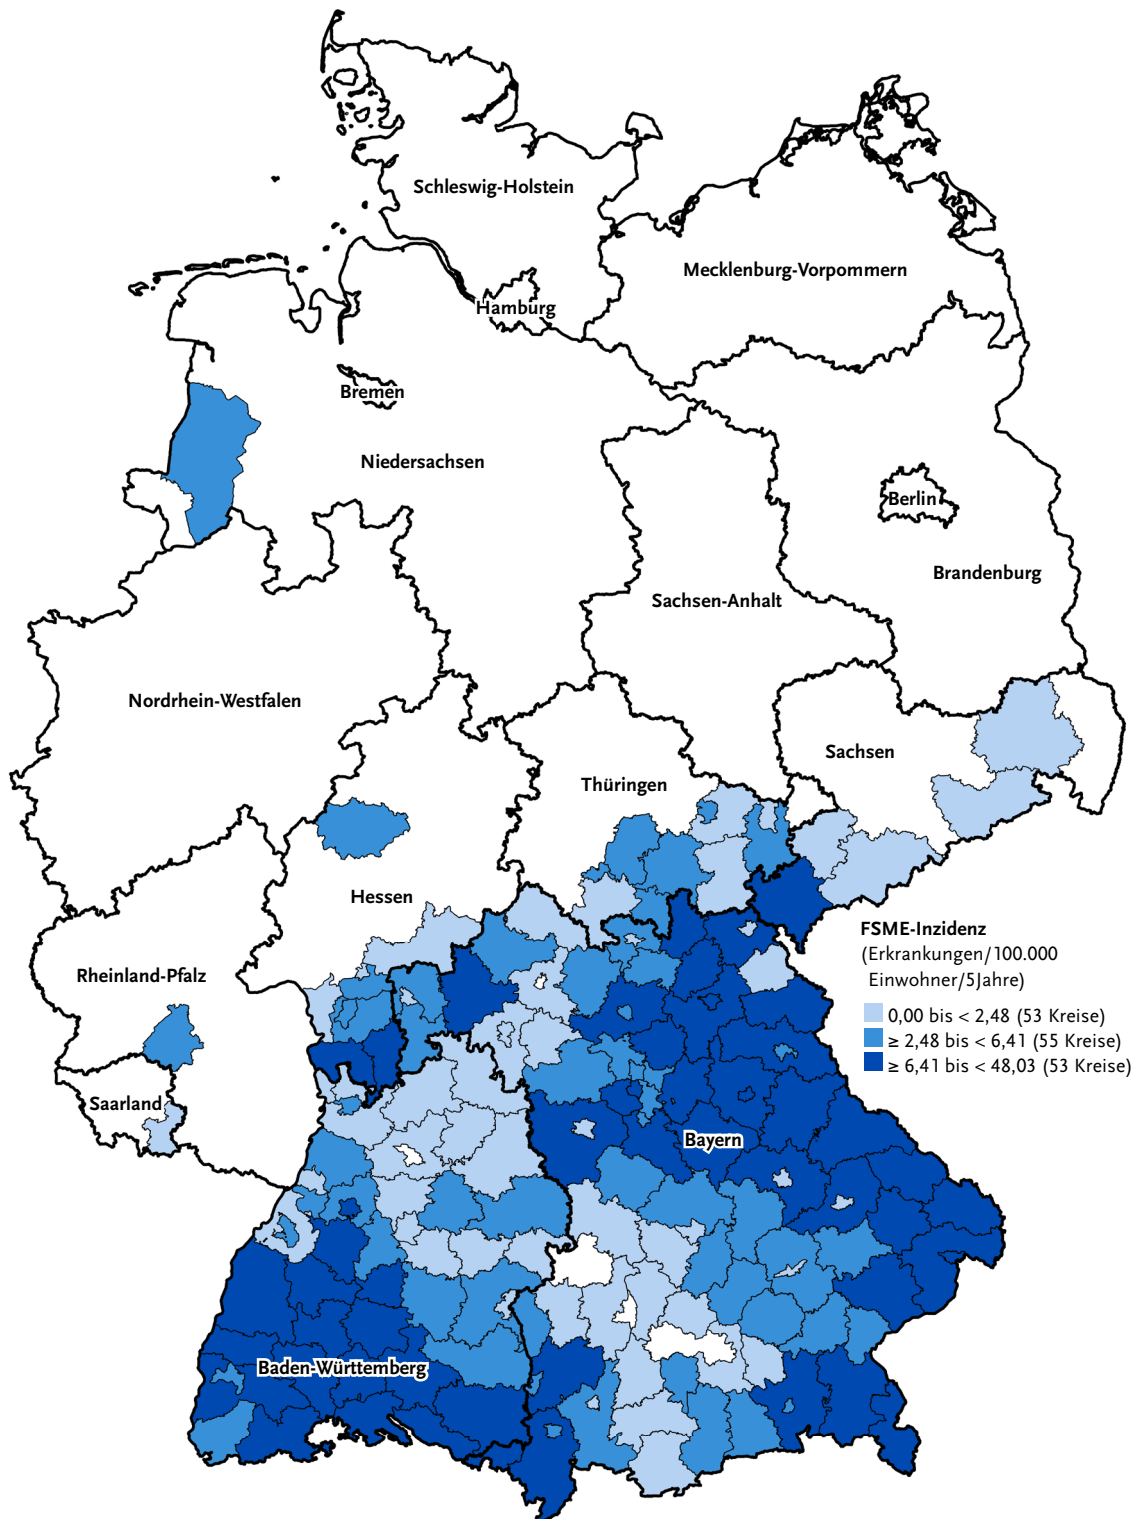 Schleswig-Holstein
Mecklenburg-Vorpommern
Hamburg
Bremen
Niedersachsen
Berlin
Brandenburg
Sachsen-Anhalt
Nordrhein-Westfalen
Sachsen
Thüringen
Hessen
FSME-Inzidenz
(Erkrankungen/100.000
Einwohner/5Jahre)
0,00 bis < 2,48 (53 Kreise)
≥ 2,48 bis < 6,41 (55 Kreise)
≥ 6,41 bis < 48,03 (53 Kreise)
Rheinland-Pfalz
Saarland
Bayern
Baden-Württemberg